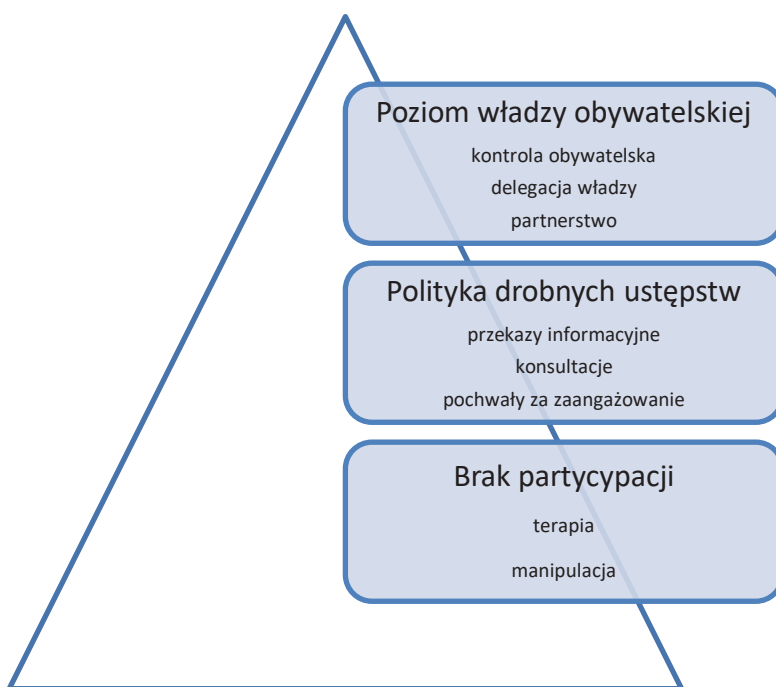 Poziom władzy obywatelskiej
kontrola obywatelska
delegacja władzy
partnerstwo
Polityka drobnych ustępstw
przekazy informacyjne
konsultacje
pochwały za zaangażowanie
Brak partycypacji
terapia
manipulacja